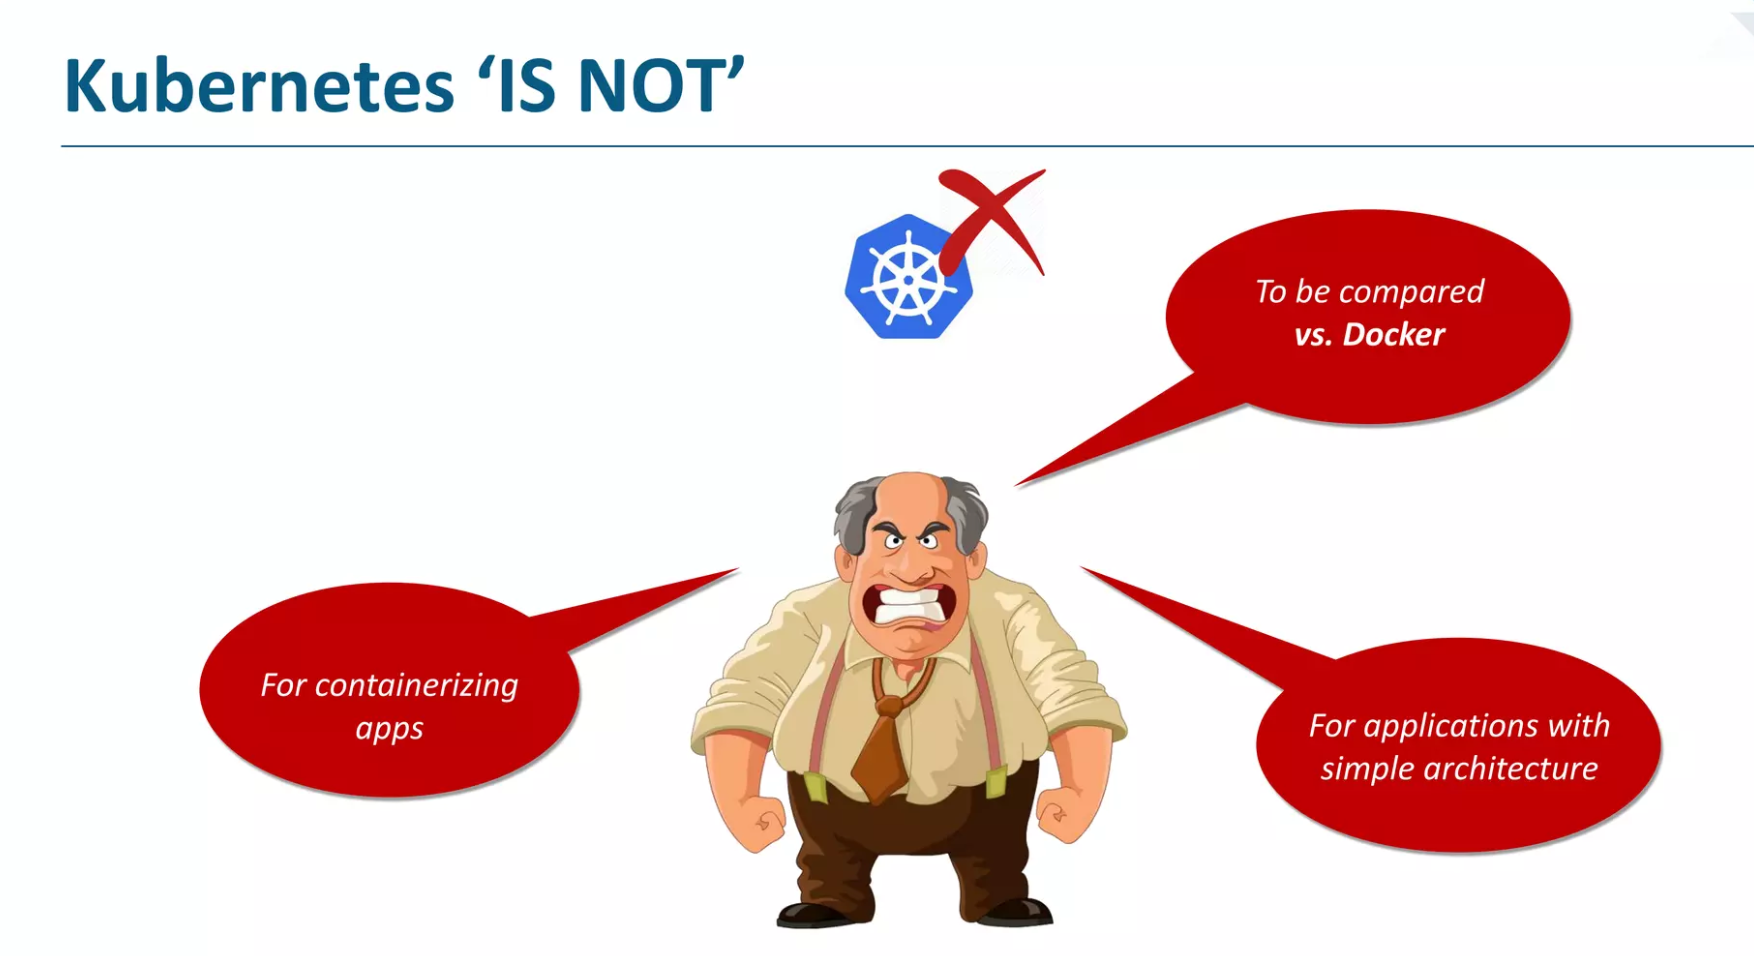 Kubernetes ‘IS NOT’
To be compared
vs. Docker
For containerizing
apps
For applications with
simple architecture